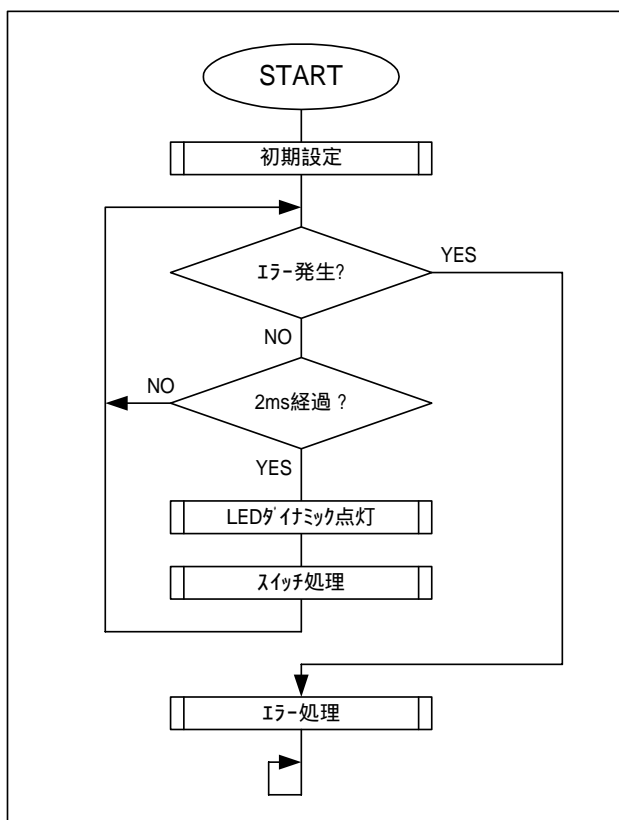 START
初期設定
ｴﾗｰ発生?
YES
NO
2ms経過 ?
NO
YES
LEDﾀﾞｲﾅﾐｯｸ点灯
ｽｲｯﾁ処理
ｴﾗｰ処理